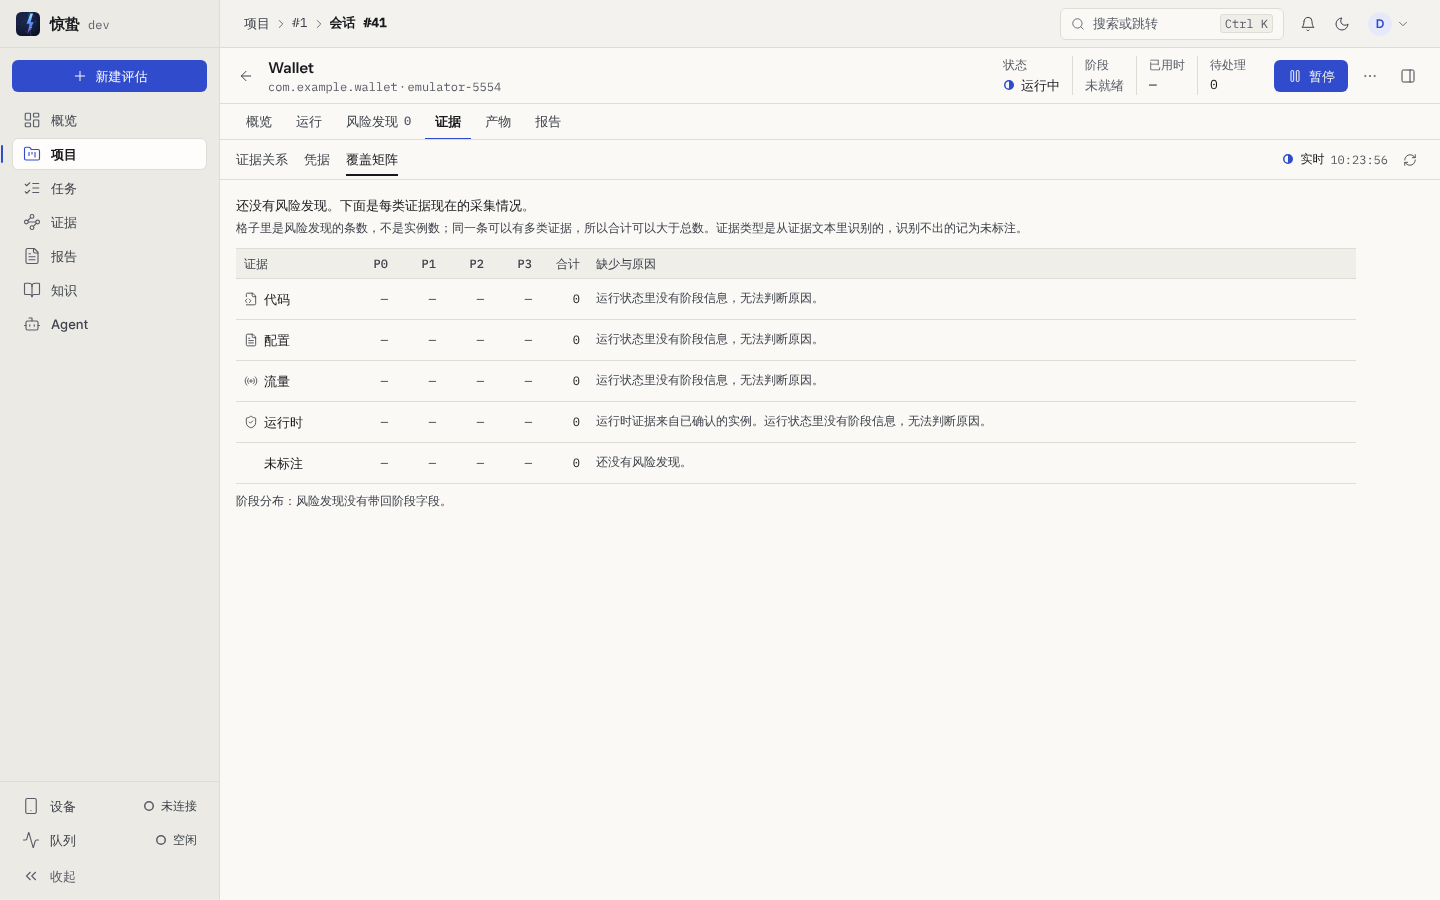 惊蛰 dev
项目 #1 会话 #41
搜索或跳转 Ctrl K
D
新建评估
概览
项目
任务
证据
报告
知识
Agent
设备 未连接
队列 空闲
收起
Wallet
com.example.wallet·emulator-5554
状态 阶段 已用时 待处理
运行中 未就绪 — 0
暂停
概览 运行 风险发现 0 证据 产物 报告
证据关系 凭据 覆盖矩阵
实时 10:23:56
还没有风险发现。下面是每类证据现在的采集情况。
格子里是风险发现的条数，不是实例数；同一条可以有多类证据，所以合计可以大于总数。证据类型是从证据文本里识别的，识别不出的记为未标注。
证据 P0 P1 P2 P3 合计 缺少与原因
代码 — — — — 0 运行状态里没有阶段信息，无法判断原因。
配置 — — — — 0 运行状态里没有阶段信息，无法判断原因。
流量 — — — — 0 运行状态里没有阶段信息，无法判断原因。
运行时 — — — — 0 运行时证据来自已确认的实例。运行状态里没有阶段信息，无法判断原因。
未标注 — — — — 0 还没有风险发现。
阶段分布：风险发现没有带回阶段字段。